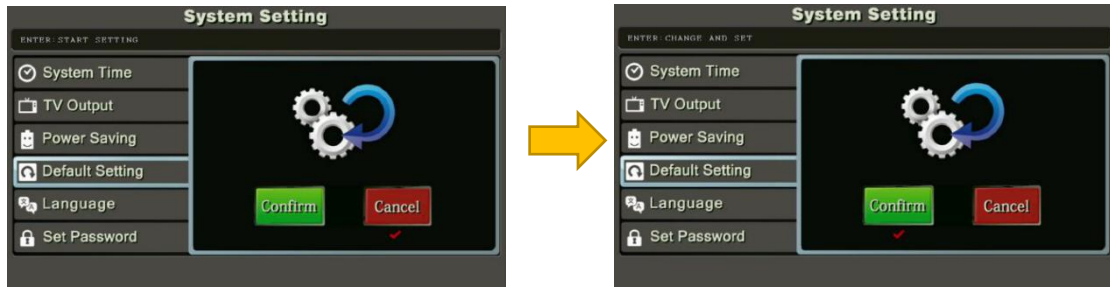 System Setting
ENTER:START SETTING
System Time
TV Output
Power Saving
Default Setting
Language
Set Password
Confirm
Cancel
System Setting
ENTER:CHANGE AND SET
System Time
TV Output
Power Saving
Default Setting
Language
Set Password
Confirm
Cancel